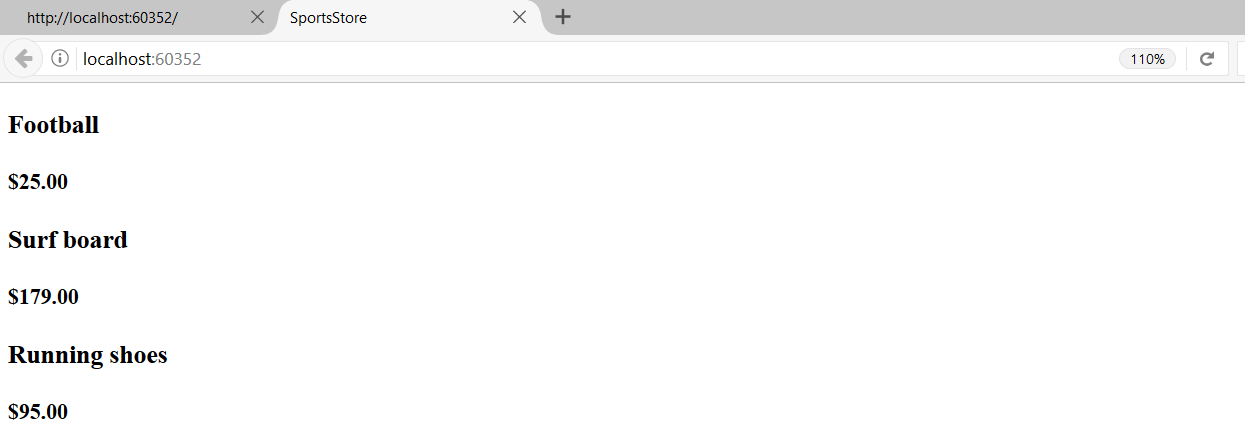 http://localhost:60352/
SportsStore
localhost:60352
110%
Football
$25.00
Surf board
$179.00
Running shoes
$95.00